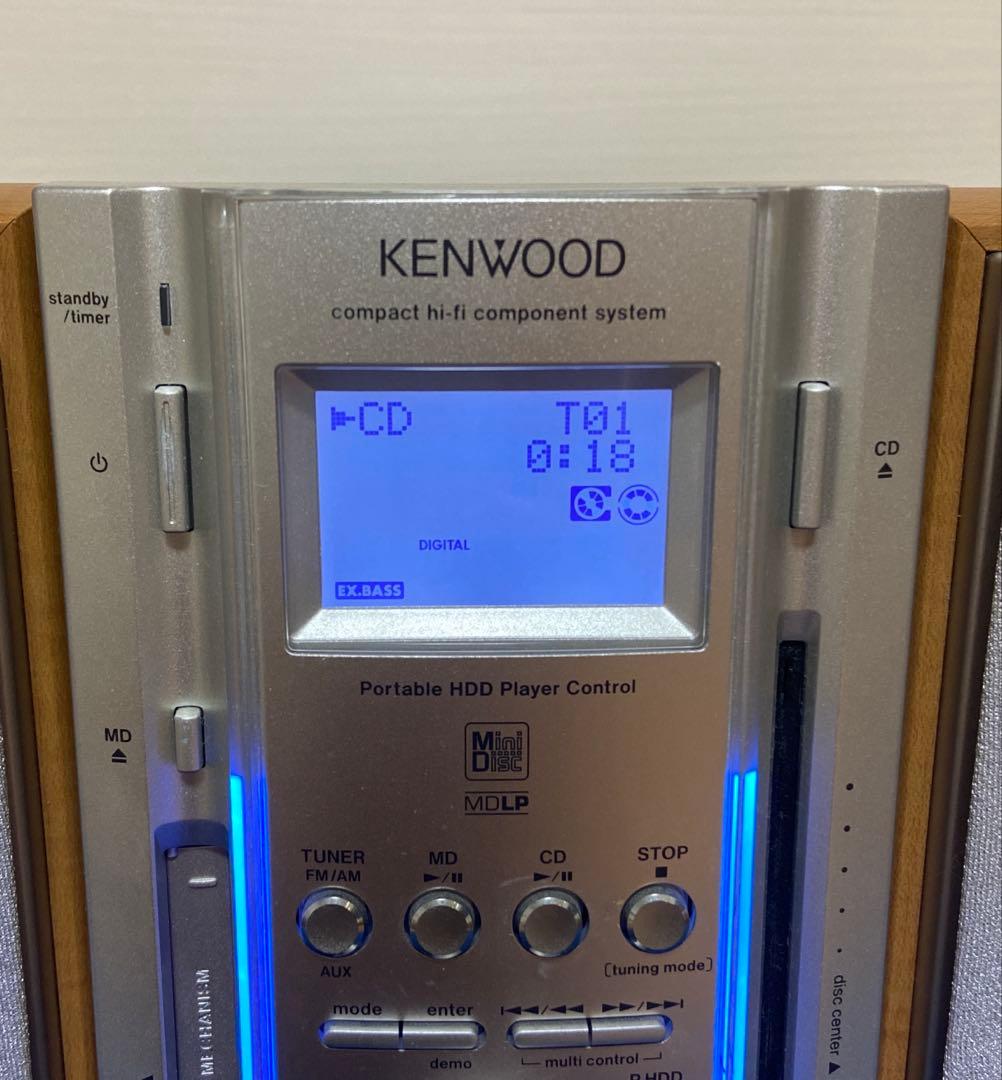 KENWOOD
compact hi-fi component system
standby
/timer
CD T01
0:18
DIGITAL
EX.BASS
CD
Portable HDD Player Control
MD
Mini
Disc
MDLP
TUNER
FM/AM
MD
CD
STOP
AUX
[tuning mode]
mode
enter
demo
multi control
P.HDD
MECHANISM
disc center